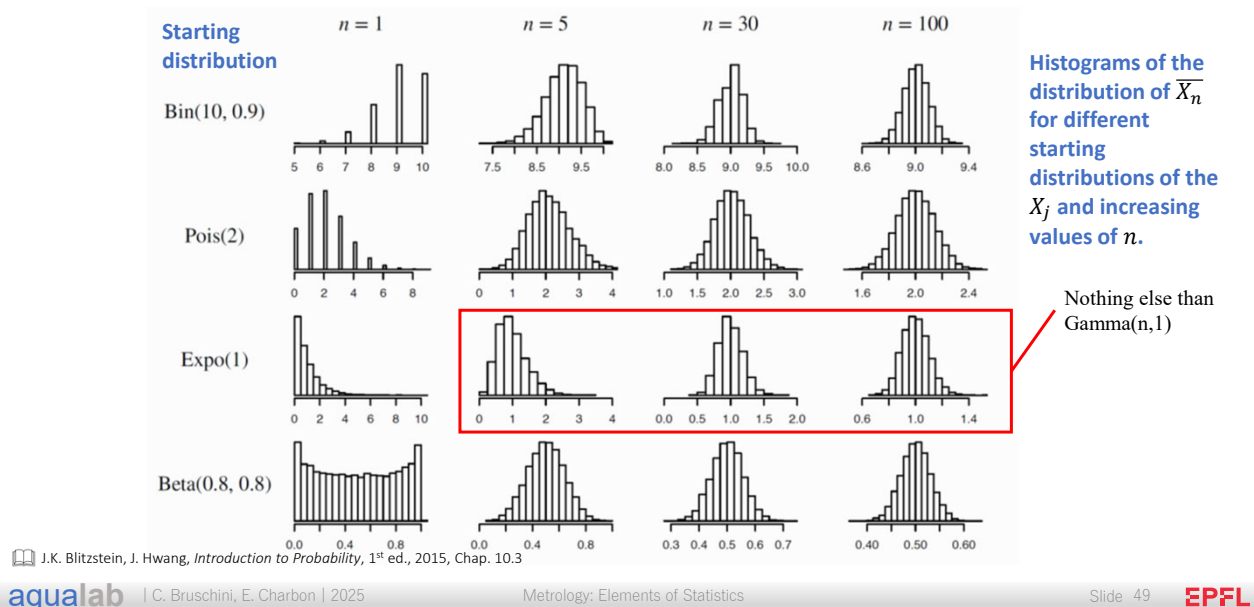 Starting
distribution
n = 1
n = 5
n = 30
n = 100
Histograms of the
distribution of X̅n̅
for different
starting
distributions of the
Xj and increasing
values of n.
Bin(10, 0.9)
5 6 7 8 9 10
7.5 8.5 9.5
8.0 8.5 9.0 9.5 10.0
8.6 9.0 9.4
Pois(2)
0 2 4 6 8
0 1 2 3 4
1.0 1.5 2.0 2.5 3.0
1.6 2.0 2.4
Nothing else than
Gamma(n,1)
Expo(1)
0 2 4 6 8 10
0 1 2 3 4
0.0 0.5 1.0 1.5 2.0
0.6 1.0 1.4
Beta(0.8, 0.8)
0.0 0.4 0.8
0.0 0.4 0.8
0.3 0.4 0.5 0.6 0.7
0.40 0.50 0.60
J.K. Blitzstein, J. Hwang, Introduction to Probability, 1st ed., 2015, Chap. 10.3
aqualab | C. Bruschini, E. Charbon | 2025
Metrology: Elements of Statistics
Slide 49
EPFL